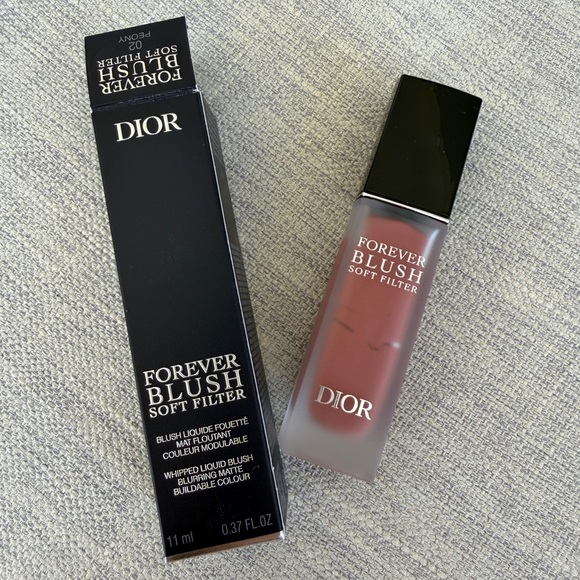 02
PEONY
FOREVER
BLUSH
SOFT FILTER
DIOR
FOREVER
BLUSH
SOFT FILTER
BLUSH LIQUIDE FOUETTÉ
MAT FLOUTANT
COULEUR MODULABLE
WHIPPED LIQUID BLUSH
BLURRING MATTE
BUILDABLE COLOUR
11 ml 0.37 FL.OZ
FOREVER
BLUSH
SOFT FILTER
DIOR